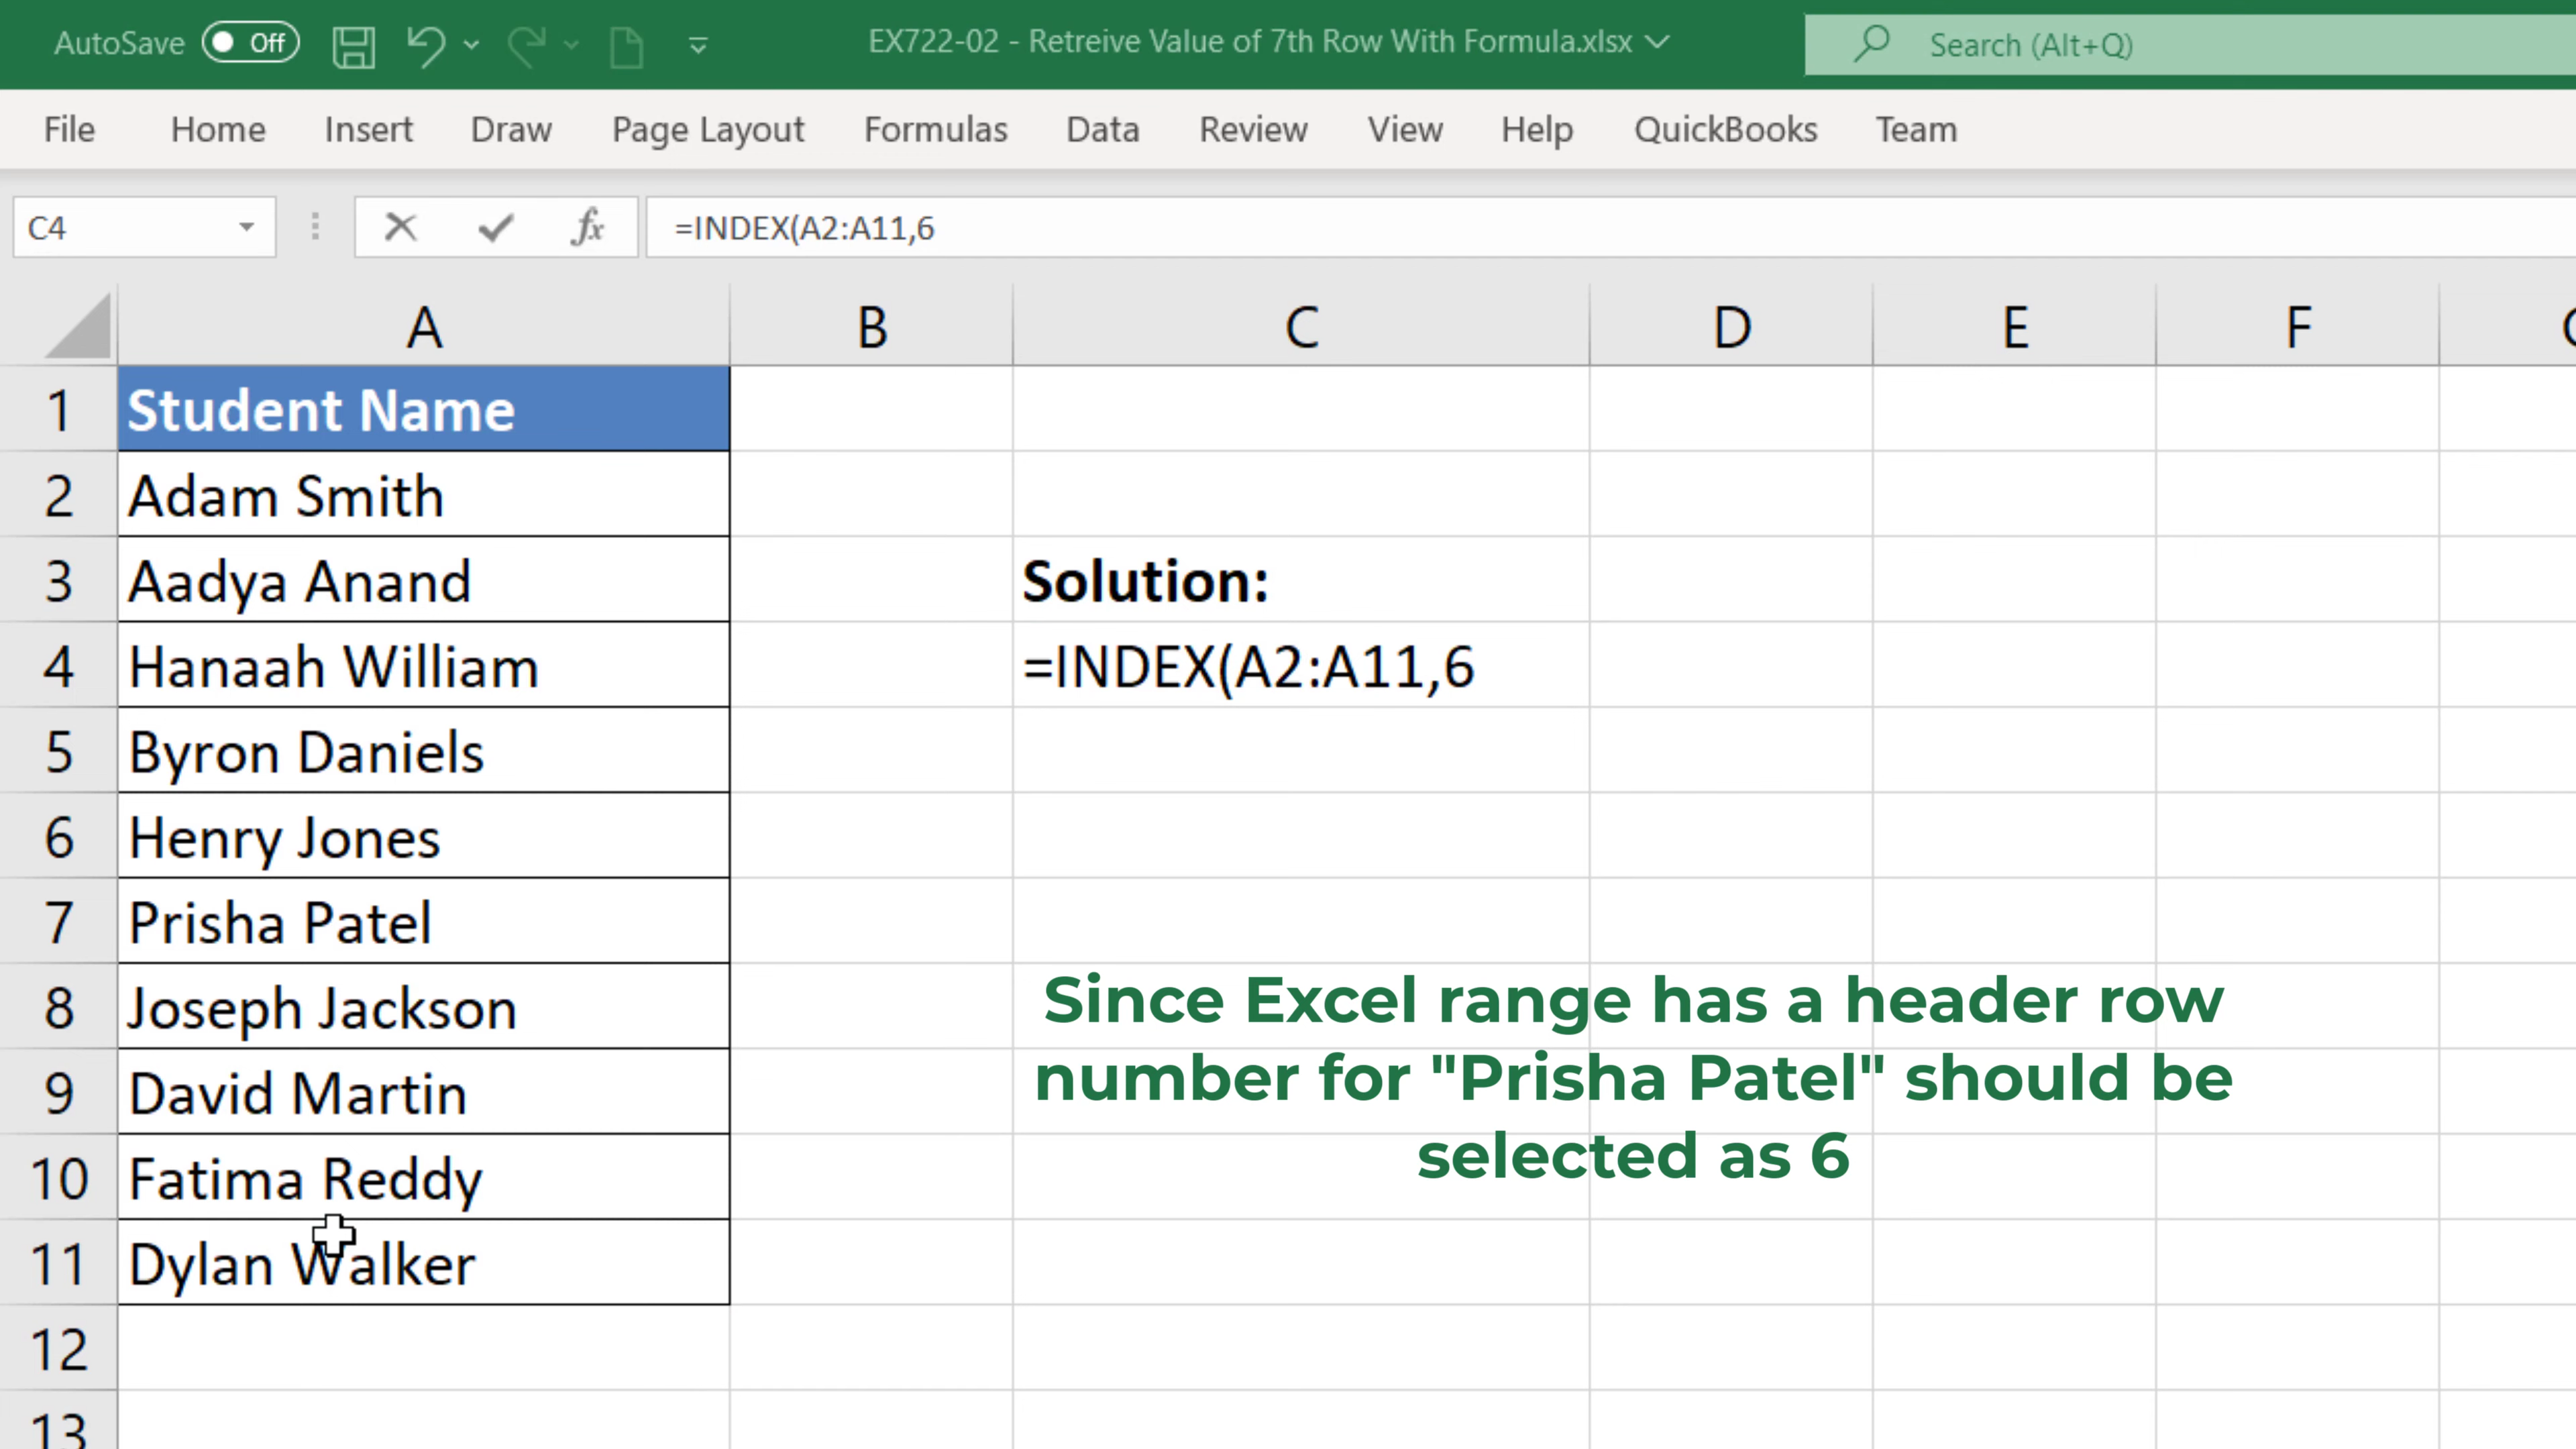 AutoSave Off EX722-02 - Retreive Value of 7th Row With Formula.xlsx Search (Alt+Q)
File Home Insert Draw Page Layout Formulas Data Review View Help QuickBooks Team
C4 fx =INDEX(A2:A11,6
A B C D E F
1 Student Name
2 Adam Smith
3 Aadya Anand Solution:
4 Hanaah William =INDEX(A2:A11,6
5 Byron Daniels
6 Henry Jones
7 Prisha Patel
8 Joseph Jackson
Since Excel range has a header row
9 David Martin
number for "Prisha Patel" should be
10 Fatima Reddy
selected as 6
11 Dylan Walker
12
13